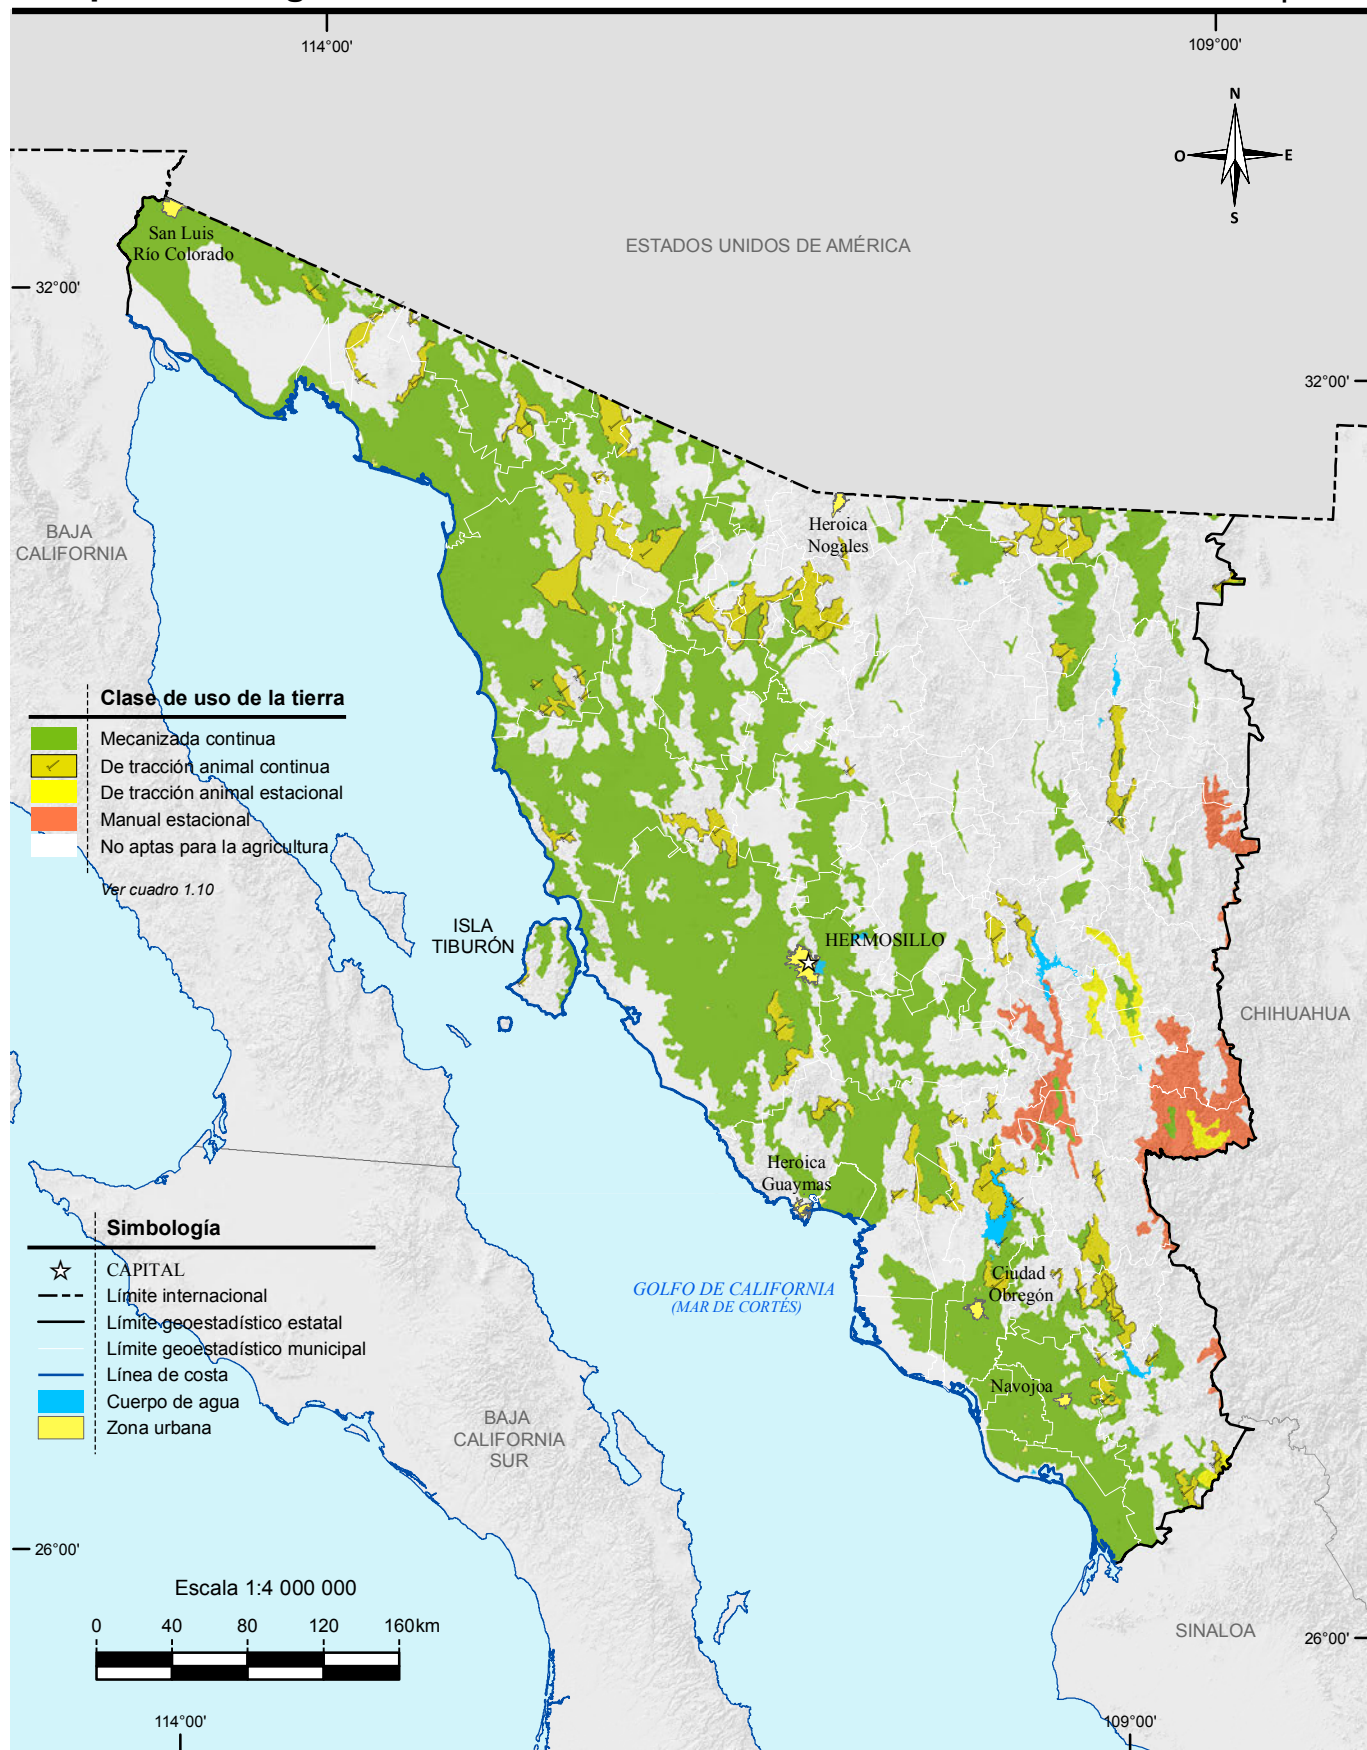 114°00'
109°00'
N
O
E
S
San Luis
Río Colorado
ESTADOS UNIDOS DE AMÉRICA
32°00'
32°00'
BAJA
CALIFORNIA
Heroica
Nogales
Clase de uso de la tierra
Mecanizada continua
De tracción animal continua
De tracción animal estacional
Manual estacional
No aptas para la agricultura
Ver cuadro 1.10
ISLA
TIBURÓN
HERMOSILLO
CHIHUAHUA
Heroica
Guaymas
Simbología
CAPITAL
Límite internacional
Límite geoestadístico estatal
Límite geoestadístico municipal
Línea de costa
Cuerpo de agua
Zona urbana
GOLFO DE CALIFORNIA
(MAR DE CORTÉS)
Ciudad
Obregón
Navojoa
BAJA
CALIFORNIA
SUR
26°00'
Escala 1:4 000 000
0 40 80 120 160 km
SINALOA
26°00'
114°00'
109°00'